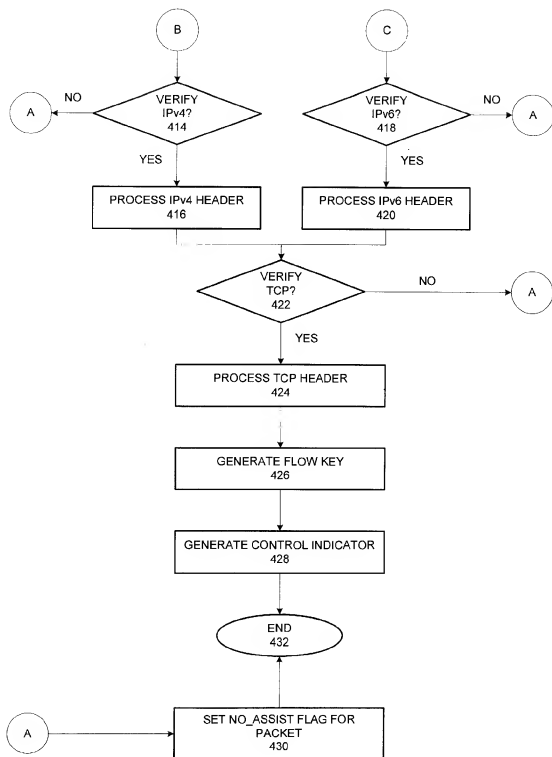 B
C
VERIFY
IPv4?
414
VERIFY
IPv6?
418
NO
A
NO
A
YES
YES
PROCESS IPv4 HEADER
416
PROCESS IPv6 HEADER
420
VERIFY
TCP?
422
NO
A
YES
PROCESS TCP HEADER
424
GENERATE FLOW KEY
426
GENERATE CONTROL INDICATOR
428
END
432
A
SET NO_ASSIST FLAG FOR
PACKET
430